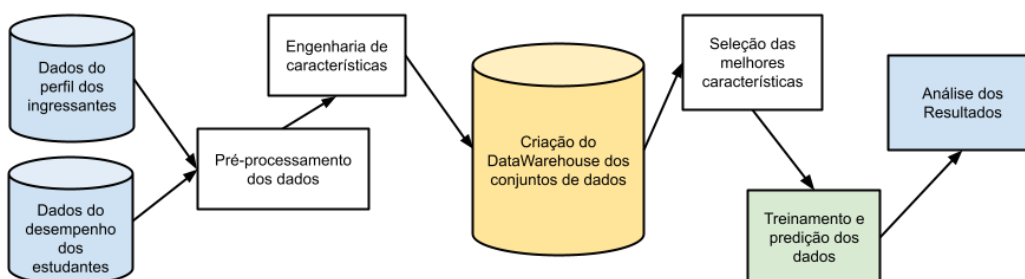 Dados do
perfil dos
ingressantes
Dados do
desempenho
dos
estudantes
Pré-processamento
dos dados
Engenharia de
características
Criação do
DataWarehouse dos
conjuntos de dados
Seleção das
melhores
características
Treinamento e
predição dos
dados
Análise dos
Resultados